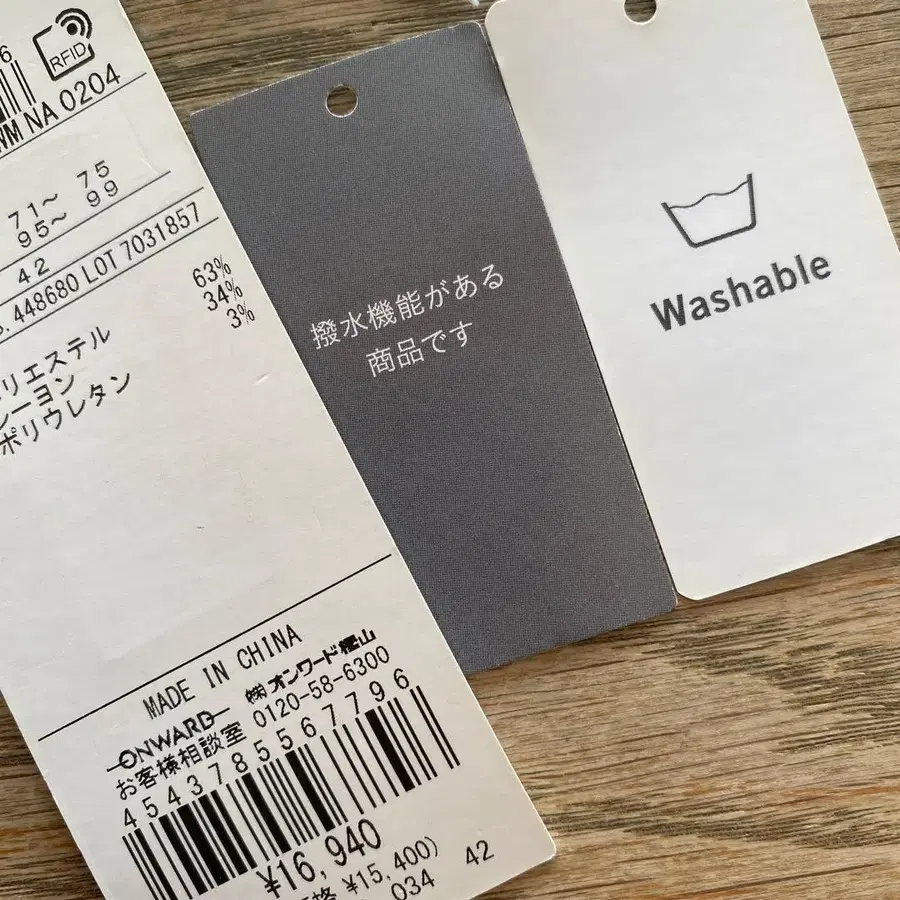 6
RFID
NA 0204
71~ 75
95~ 99
42
448680 LOT 7031857
63%
34%
3%
リエステル
レーヨン
ポリウレタン
MADE IN CHINA
ONWARD ㈱オンワード樫山
お客様相談室 0120-58-6300
4543785567796
¥16,940
¥15,400)
034 42
撥水機能がある
商品です
Washable